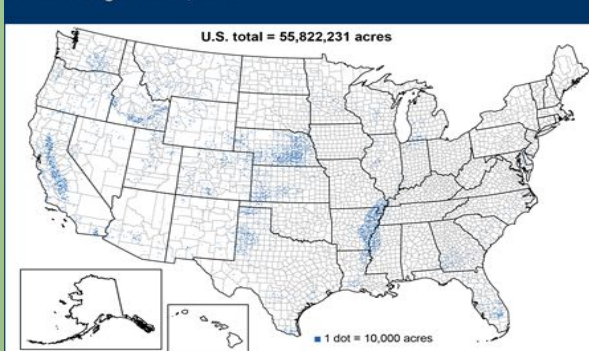 U.S. total = 55,822,231 acres
1 dot = 10,000 acres